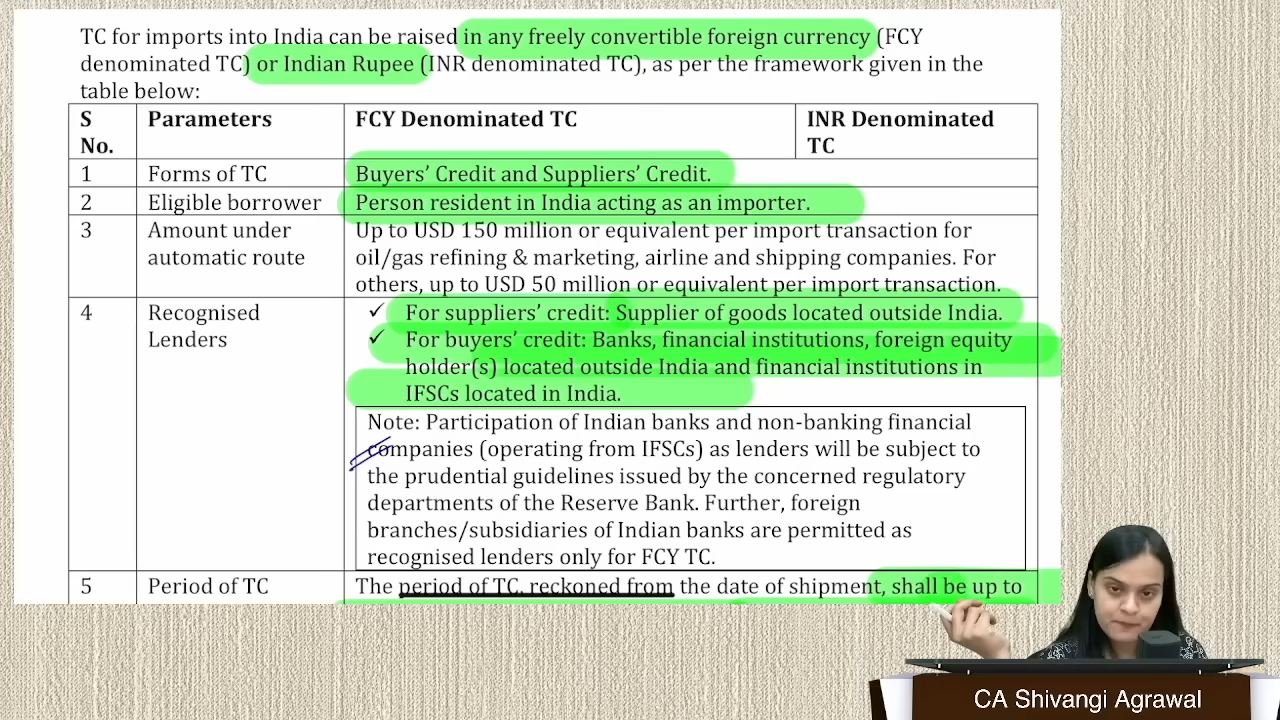 TC for imports into India can be raised in any freely convertible foreign currency (FCY
denominated TC) or Indian Rupee (INR denominated TC), as per the framework given in the
table below:
S No. Parameters FCY Denominated TC INR Denominated TC
1 Forms of TC Buyers’ Credit and Suppliers’ Credit.
2 Eligible borrower Person resident in India acting as an importer.
3 Amount under automatic route
Up to USD 150 million or equivalent per import transaction for
oil/gas refining & marketing, airline and shipping companies. For
others, up to USD 50 million or equivalent per import transaction.
4 Recognised Lenders
✓ For suppliers’ credit: Supplier of goods located outside India.
✓ For buyers’ credit: Banks, financial institutions, foreign equity
holder(s) located outside India and financial institutions in
IFSCs located in India.
Note: Participation of Indian banks and non-banking financial
companies (operating from IFSCs) as lenders will be subject to
the prudential guidelines issued by the concerned regulatory
departments of the Reserve Bank. Further, foreign
branches/subsidiaries of Indian banks are permitted as
recognised lenders only for FCY TC.
5 Period of TC The period of TC, reckoned from the date of shipment, shall be up to
CA Shivangi Agrawal